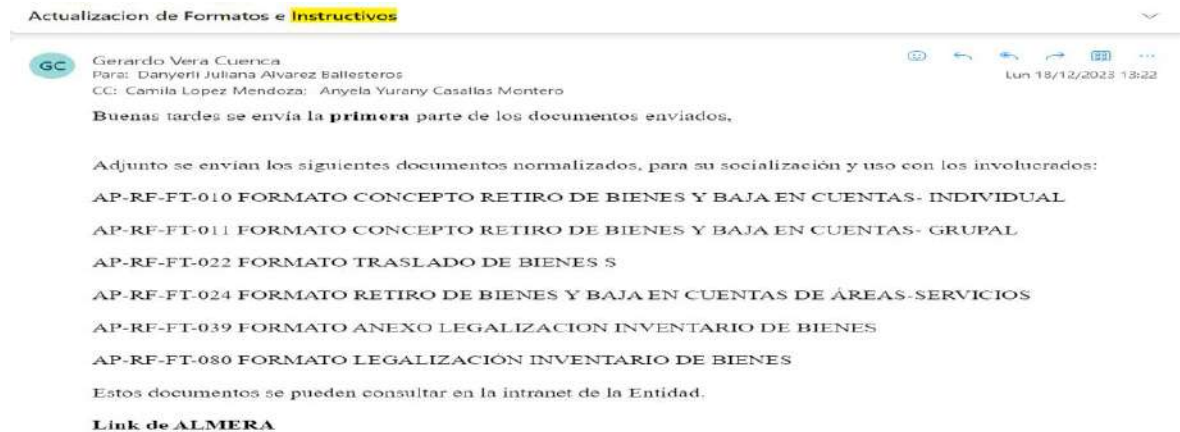 Actualizacion de Formatos e Instructivos
GC
Gerardo Vera Cuenca
Para: Danyerli Juliana Alvarez Ballesteros
CC: Camila Lopez Mendoza; Anyela Yurany Casallas Montero
Lun 18/12/2023 13:22
Buenas tardes se envía la primera parte de los documentos enviados,
Adjunto se envían los siguientes documentos normalizados, para su socialización y uso con los involucrados:
AP-RF-FT-010 FORMATO CONCEPTO RETIRO DE BIENES Y BAJA EN CUENTAS- INDIVIDUAL
AP-RF-FT-011 FORMATO CONCEPTO RETIRO DE BIENES Y BAJA EN CUENTAS- GRUPAL
AP-RF-FT-022 FORMATO TRASLADO DE BIENES S
AP-RF-FT-024 FORMATO RETIRO DE BIENES Y BAJA EN CUENTAS DE ÁREAS-SERVICIOS
AP-RF-FT-039 FORMATO ANEXO LEGALIZACION INVENTARIO DE BIENES
AP-RF-FT-080 FORMATO LEGALIZACIÓN INVENTARIO DE BIENES
Estos documentos se pueden consultar en la intranet de la Entidad.
Link de ALMERA